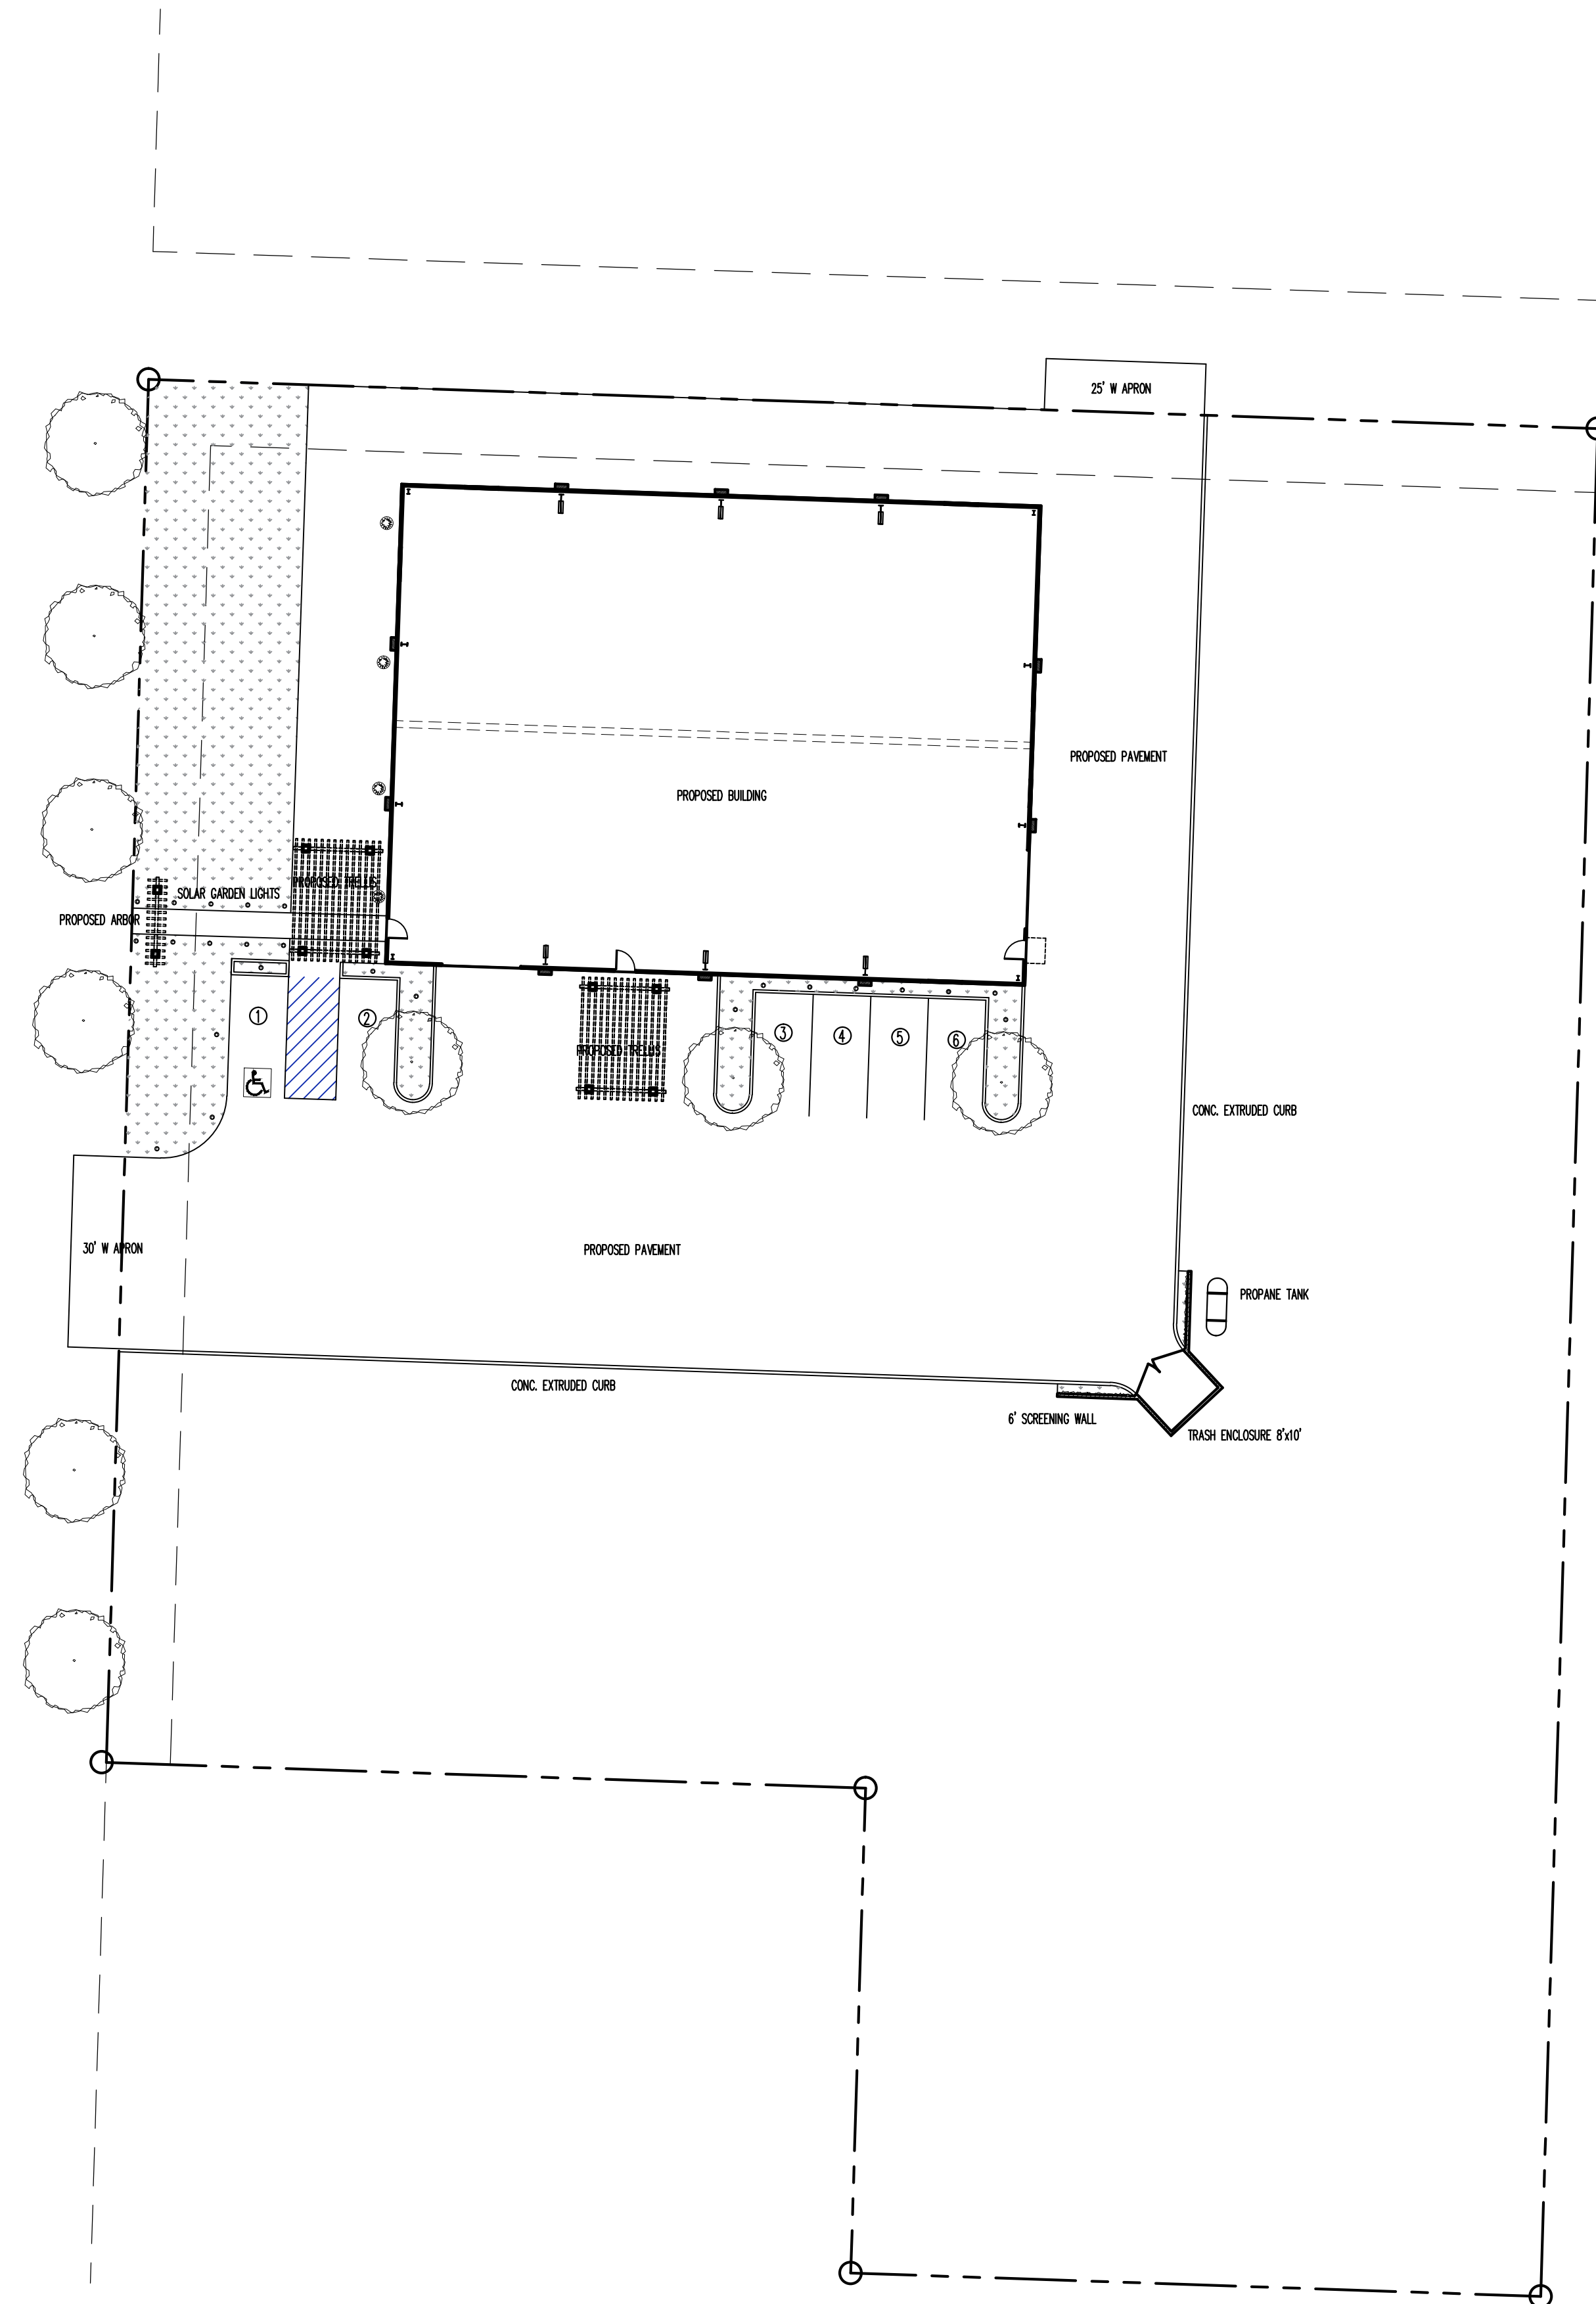 25' W APRON
PROPOSED PAVEMENT
PROPOSED BUILDING
PROPOSED TRELLIS
SOLAR GARDEN LIGHTS
PROPOSED ARBOR
1
2
3
4
5
6
PROPOSED TRELLIS
CONC. EXTRUDED CURB
30' W APRON
PROPOSED PAVEMENT
PROPANE TANK
CONC. EXTRUDED CURB
6' SCREENING WALL
TRASH ENCLOSURE 8'x10'